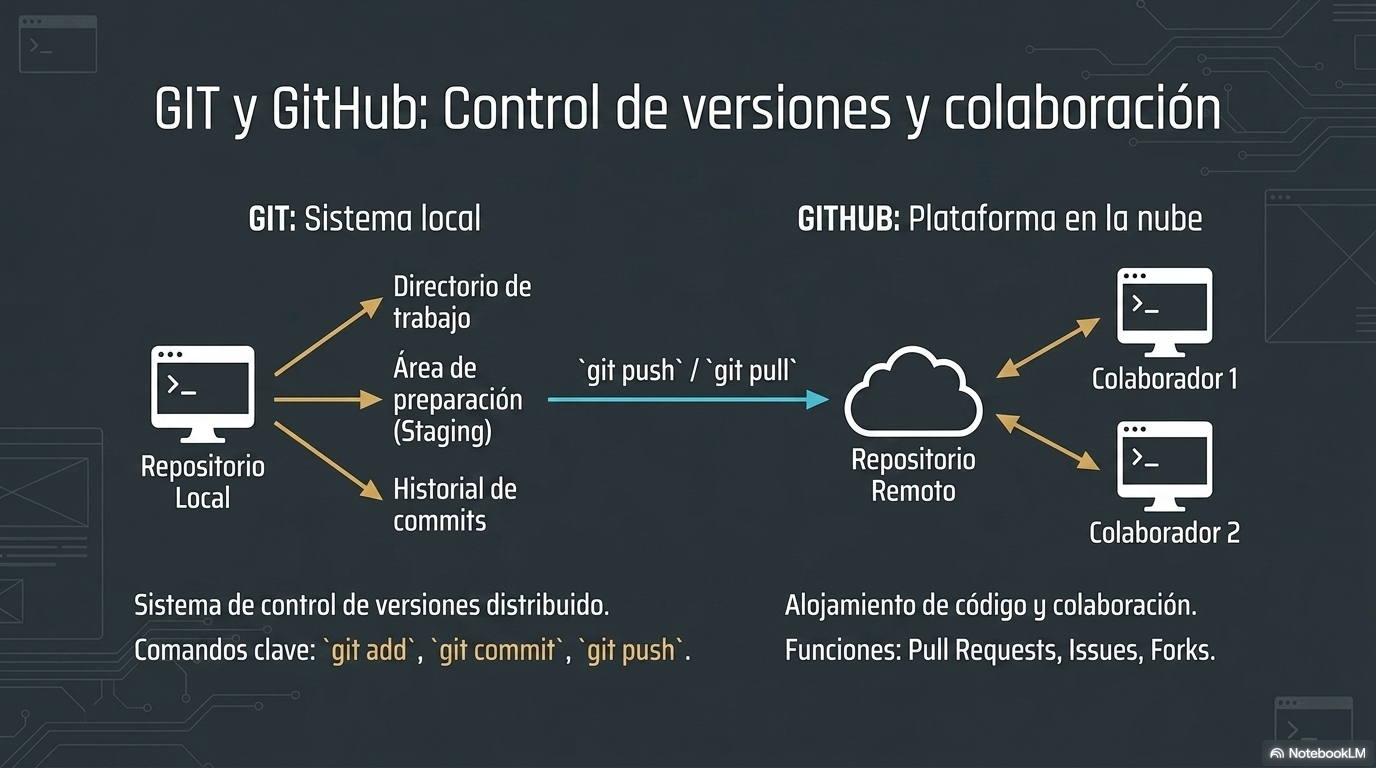 GIT y GitHub: Control de versiones y colaboración
GIT: Sistema local
GITHUB: Plataforma en la nube
Directorio de
trabajo
Área de
preparación
(Staging)
Historial de
commits
Repositorio
Local
`git push` / `git pull`
Repositorio
Remoto
Colaborador 1
Colaborador 2
Sistema de control de versiones distribuido.
Comandos clave: `git add`, `git commit`, `git push`.
Alojamiento de código y colaboración.
Funciones: Pull Requests, Issues, Forks.
NotebookLM